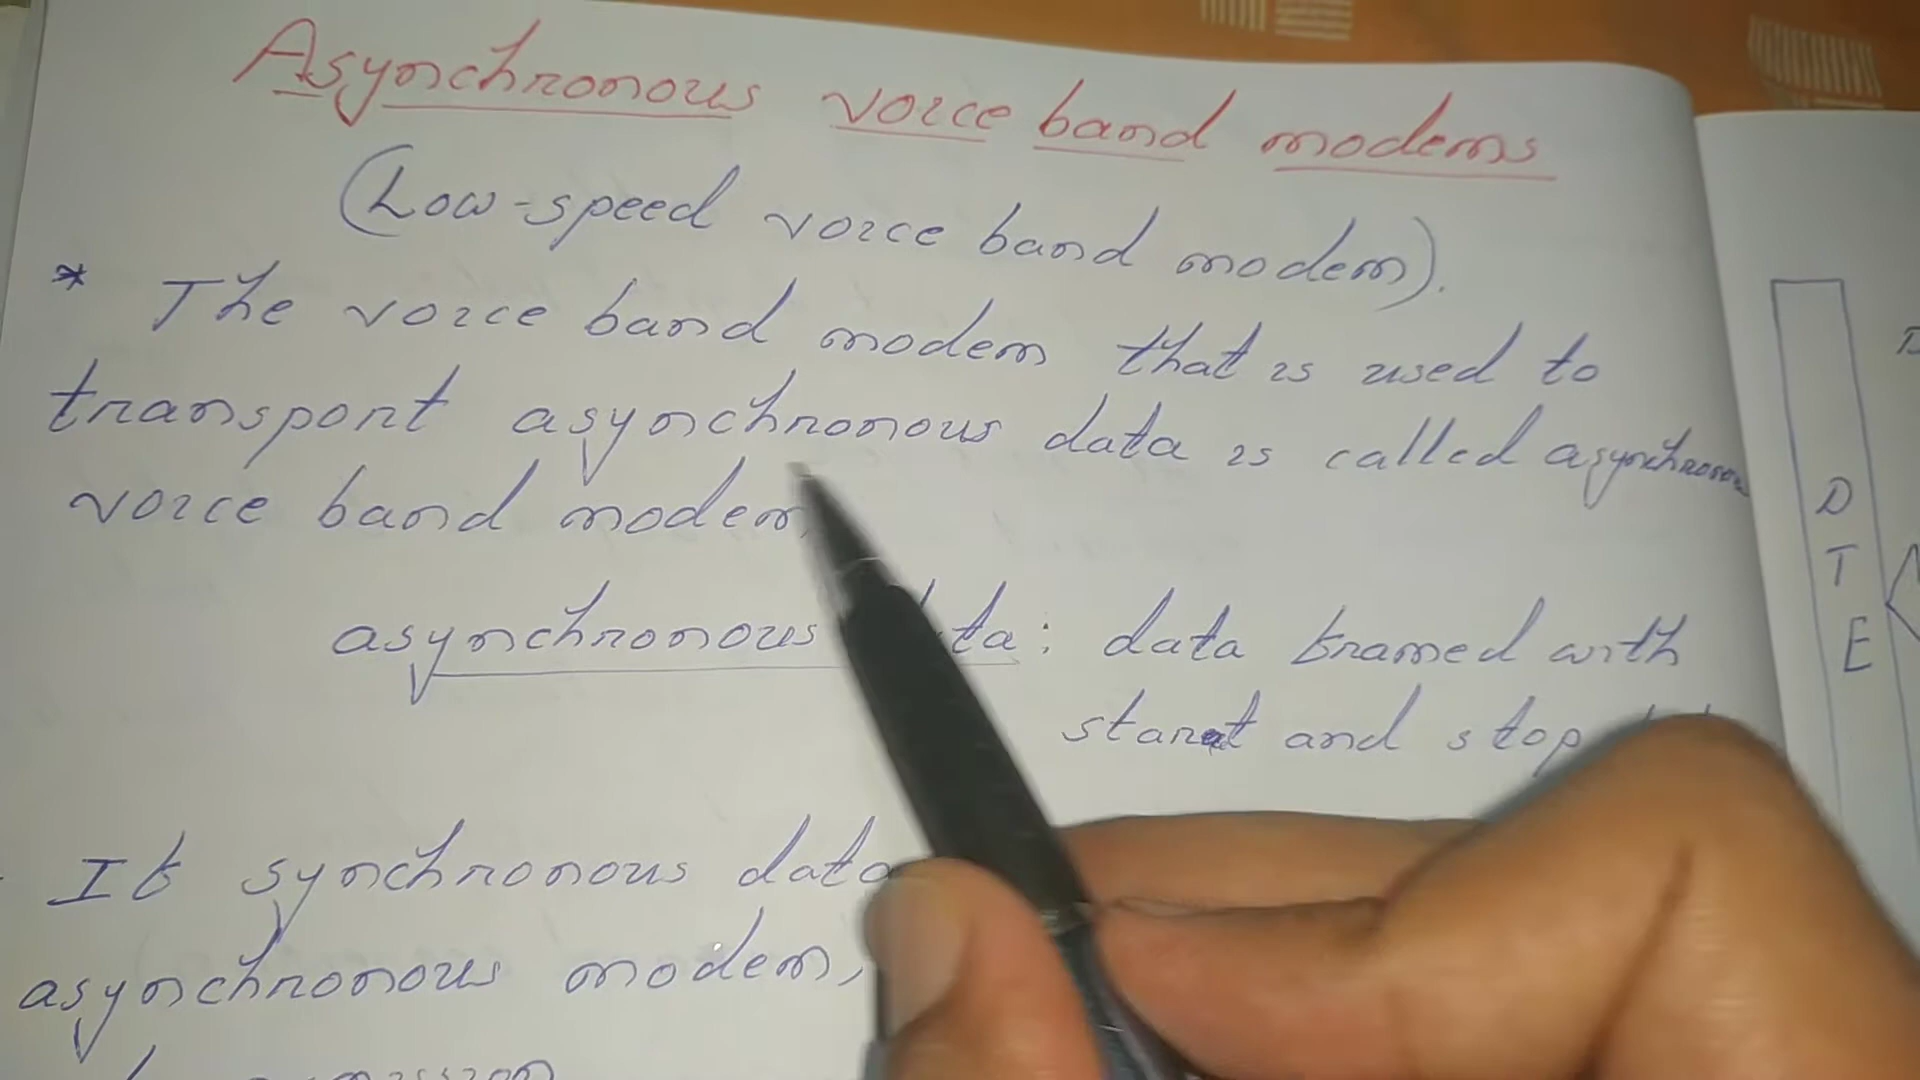 Asynchronous voice band modems
(Low-speed voice band modem).
* The voice band modem that is used to
transport asynchronous data is called asynchronous
voice band modem
asynchronous data: data framed with
start and stop
If synchronous data
asynchronous modem,
D
T
E